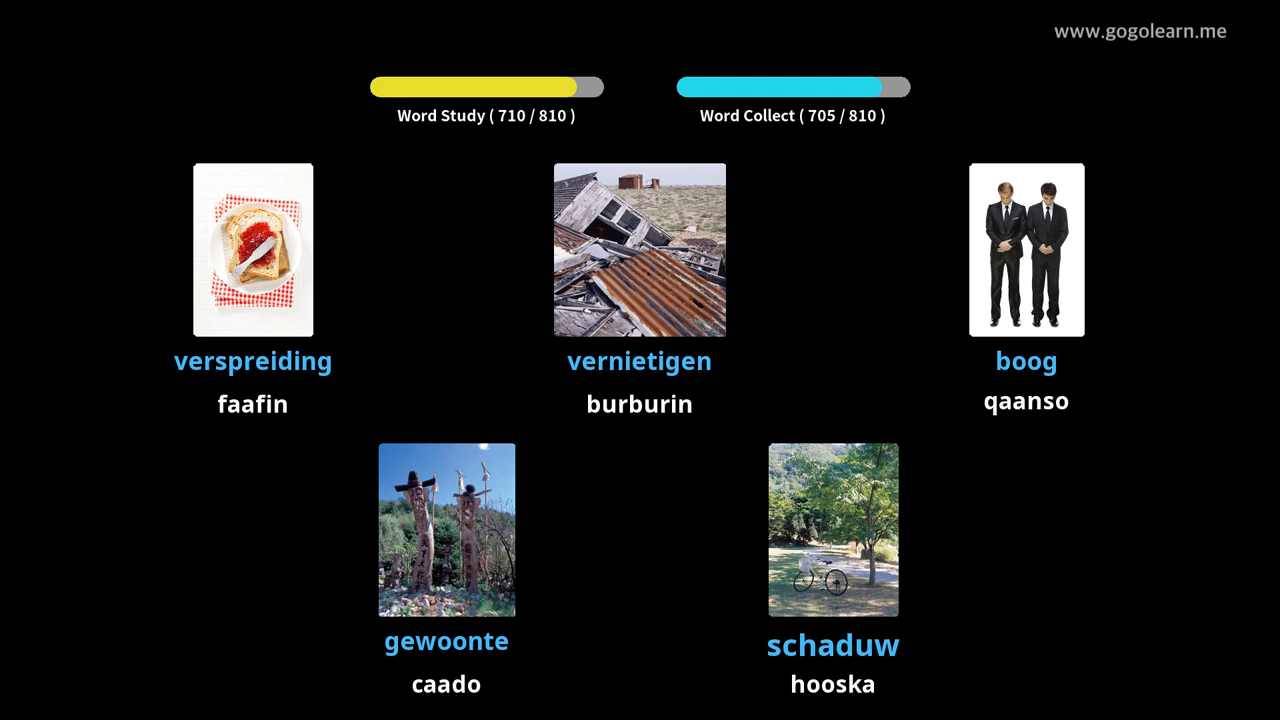 www.gogolearn.me
Word Study ( 710 / 810 )
Word Collect ( 705 / 810 )
verspreiding
faafin
vernietigen
burburin
boog
qaanso
gewoonte
caado
schaduw
hooska